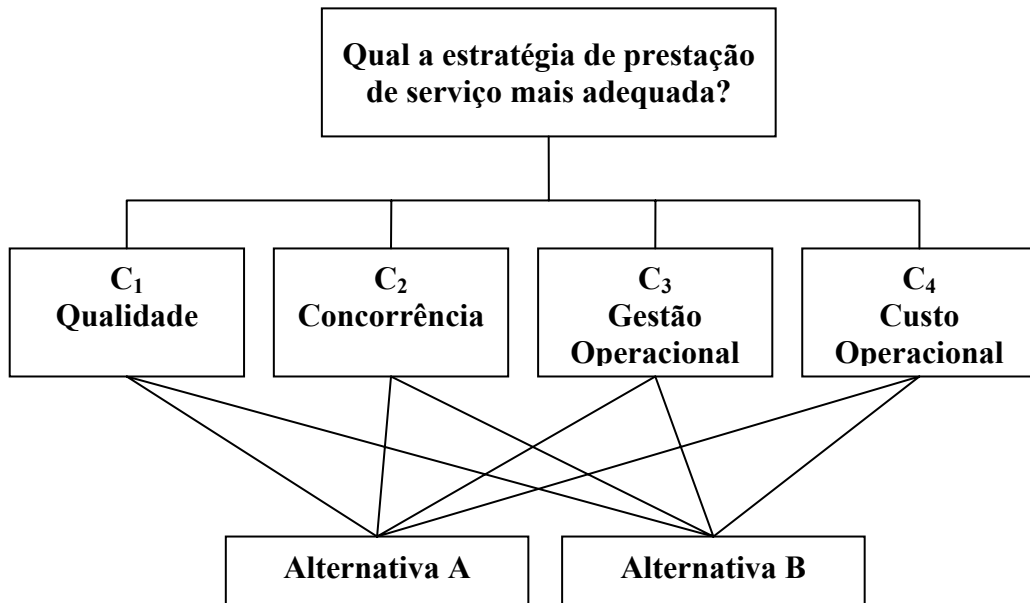 Qual a estratégia de prestação
de serviço mais adequada?
C₁
Qualidade
C₂
Concorrência
C₃
Gestão
Operacional
C₄
Custo
Operacional
Alternativa A
Alternativa B